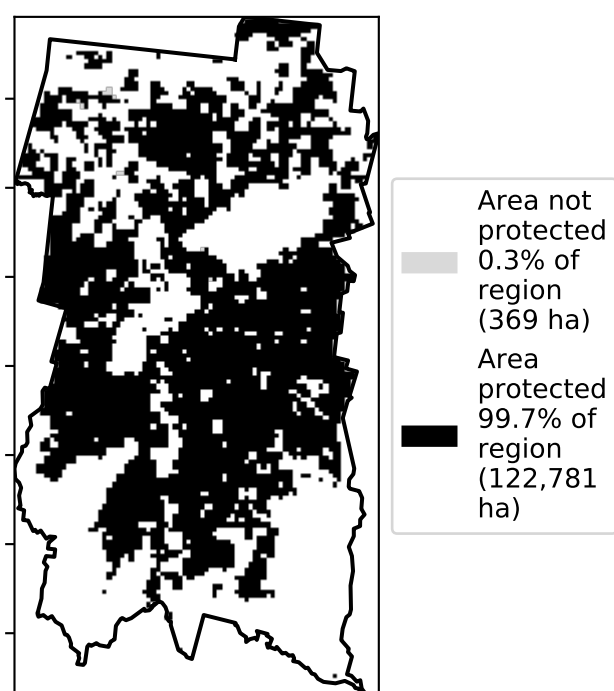 Area not
protected
0.3% of
region
(369 ha)
Area
protected
99.7% of
region
(122,781
ha)